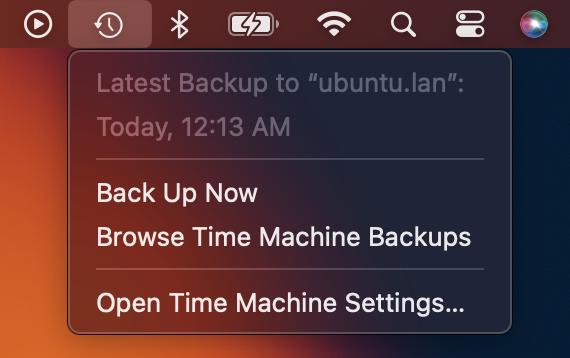 Latest Backup to “ubuntu.lan”:
Today, 12:13 AM
Back Up Now
Browse Time Machine Backups
Open Time Machine Settings...